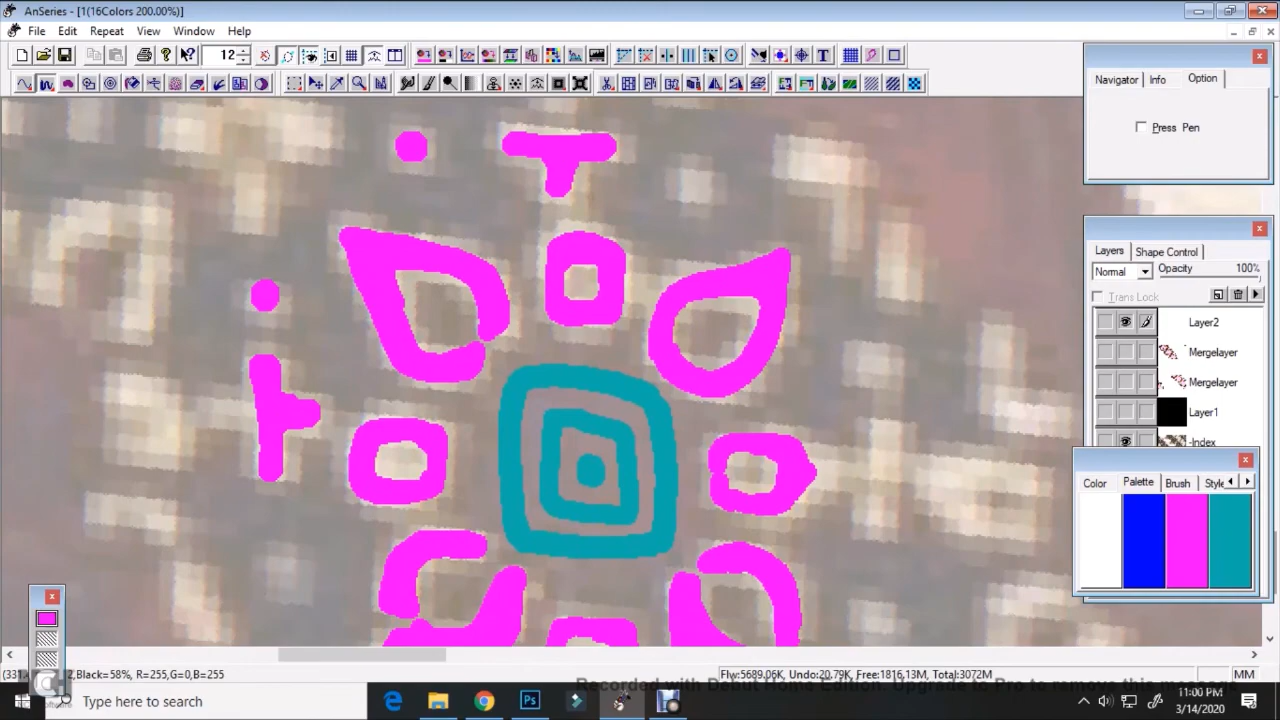 AnSeries - [1(16Colors 200.00%)]
File Edit Repeat View Window Help
12
Navigator Info Option
Press Pen
Layers Shape Control
Normal Opacity 100%
Trans Lock
Layer2
Mergelayer
Mergelayer
Layer1
-Index
Color Palette Brush Style
2,Black=58%, R=255,G=0,B=255
Flw:5689.06K, Undo:20.79K, Free:1816.13M, Total:3072M
MM
Recorded with Debut Home Edition. Upgrade to Pro to remove this message
Type here to search
Ps
11:00 PM
3/14/2020